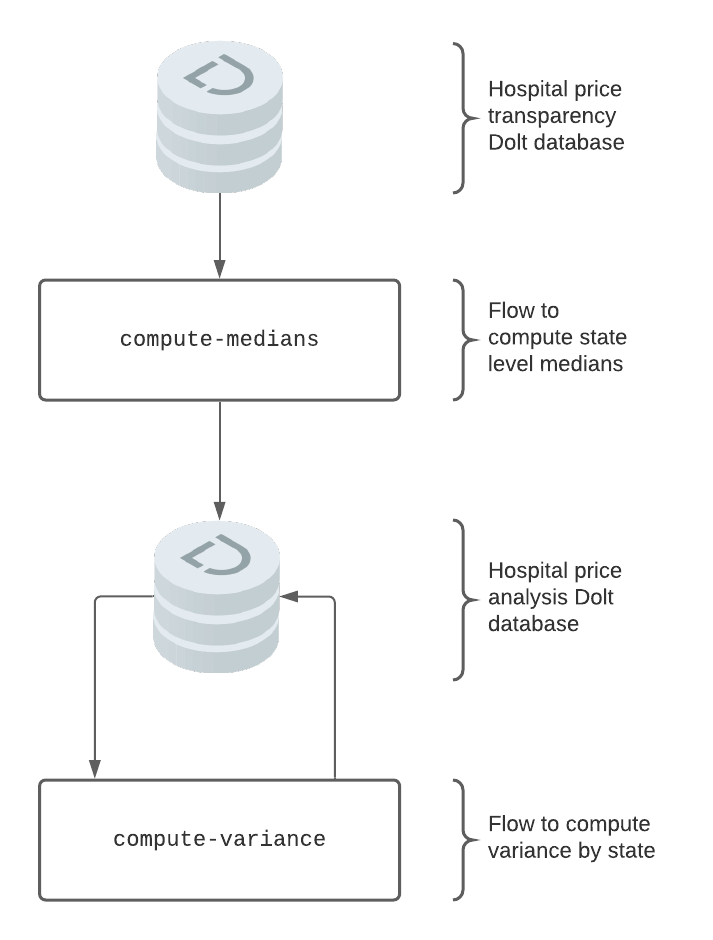 Hospital price
transparency
Dolt database
compute-medians
Flow to
compute state
level medians
Hospital price
analysis Dolt
database
compute-variance
Flow to compute
variance by state